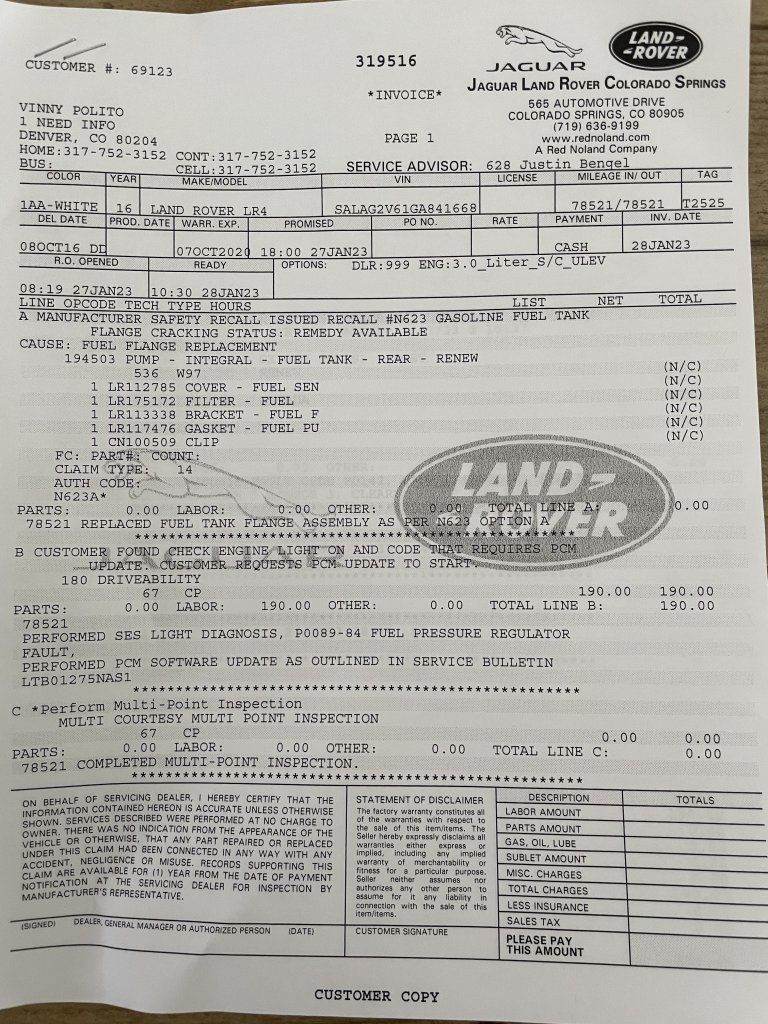 CUSTOMER #: 69123
319516
*INVOICE*
JAGUAR
LAND-
-ROVER
JAGUAR LAND ROVER COLORADO SPRINGS
565 AUTOMOTIVE DRIVE
COLORADO SPRINGS, CO 80905
(719) 636-9199
www.rednoland.com
A Red Noland Company
VINNY POLITO
1 NEED INFO
DENVER, CO 80204
PAGE 1
HOME:317-752-3152 CONT:317-752-3152
BUS: CELL:317-752-3152
SERVICE ADVISOR: 628 Justin Bengel
COLOR YEAR MAKE/MODEL VIN LICENSE MILEAGE IN/ OUT TAG
1AA-WHITE 16 LAND ROVER LR4 SALAG2V61GA841668 78521/78521 T2525
DEL DATE PROD. DATE WARR. EXP. PROMISED PO NO. RATE PAYMENT INV. DATE
08OCT16 DD 07OCT2020 18:00 27JAN23 CASH 28JAN23
R.O. OPENED READY OPTIONS: DLR:999 ENG:3.0_Liter_S/C_ULEV
08:19 27JAN23 10:30 28JAN23
LINE OPCODE TECH TYPE HOURS LIST NET TOTAL
A MANUFACTURER SAFETY RECALL ISSUED RECALL #N623 GASOLINE FUEL TANK
FLANGE CRACKING STATUS: REMEDY AVAILABLE
CAUSE: FUEL FLANGE REPLACEMENT
194503 PUMP - INTEGRAL - FUEL TANK - REAR - RENEW
536 W97 (N/C)
1 LR112785 COVER - FUEL SEN (N/C)
1 LR175172 FILTER - FUEL (N/C)
1 LR113338 BRACKET - FUEL F (N/C)
1 LR117476 GASKET - FUEL PU (N/C)
1 CN100509 CLIP (N/C)
FC: PART#: COUNT:
CLAIM TYPE: 14
AUTH CODE:
N623A*
PARTS: 0.00 LABOR: 0.00 OTHER: 0.00 TOTAL LINE A: 0.00
78521 REPLACED FUEL TANK FLANGE ASSEMBLY AS PER N623 OPTION A
JAGUAR
LAND-
-ROVER
B CUSTOMER FOUND CHECK ENGINE LIGHT ON AND CODE THAT REQUIRES PCM
UPDATE. CUSTOMER REQUESTS PCM UPDATE TO START.
180 DRIVEABILITY
67 CP 190.00 190.00
PARTS: 0.00 LABOR: 190.00 OTHER: 0.00 TOTAL LINE B: 190.00
78521
PERFORMED SES LIGHT DIAGNOSIS, P0089-84 FUEL PRESSURE REGULATOR
FAULT,
PERFORMED PCM SOFTWARE UPDATE AS OUTLINED IN SERVICE BULLETIN
LTB01275NAS1
C *Perform Multi-Point Inspection
MULTI COURTESY MULTI POINT INSPECTION
67 CP 0.00 0.00
PARTS: 0.00 LABOR: 0.00 OTHER: 0.00 TOTAL LINE C: 0.00
78521 COMPLETED MULTI-POINT INSPECTION.
ON BEHALF OF SERVICING DEALER, I HEREBY CERTIFY THAT THE
INFORMATION CONTAINED HEREON IS ACCURATE UNLESS OTHERWISE
SHOWN. SERVICES DESCRIBED WERE PERFORMED AT NO CHARGE TO
OWNER. THERE WAS NO INDICATION FROM THE APPEARANCE OF THE
VEHICLE OR OTHERWISE, THAT ANY PART REPAIRED OR REPLACED
UNDER THIS CLAIM HAD BEEN CONNECTED IN ANY WAY WITH ANY
ACCIDENT, NEGLIGENCE OR MISUSE. RECORDS SUPPORTING THIS
CLAIM ARE AVAILABLE FOR (1) YEAR FROM THE DATE OF PAYMENT
NOTIFICATION AT THE SERVICING DEALER FOR INSPECTION BY
MANUFACTURER'S REPRESENTATIVE.
(SIGNED) DEALER, GENERAL MANAGER OR AUTHORIZED PERSON (DATE)
STATEMENT OF DISCLAIMER
The factory warranty constitutes all
of the warranties with respect to
the sale of this item/items. The
Seller hereby expressly disclaims all
warranties either express or
implied, including any implied
warranty of merchantability or
fitness for a particular purpose.
Seller neither assumes nor
authorizes any other person to
assume for it any liability in
connection with the sale of this
item/items.
CUSTOMER SIGNATURE
DESCRIPTION TOTALS
LABOR AMOUNT
PARTS AMOUNT
GAS, OIL, LUBE
SUBLET AMOUNT
MISC. CHARGES
TOTAL CHARGES
LESS INSURANCE
SALES TAX
PLEASE PAY
THIS AMOUNT
CUSTOMER COPY